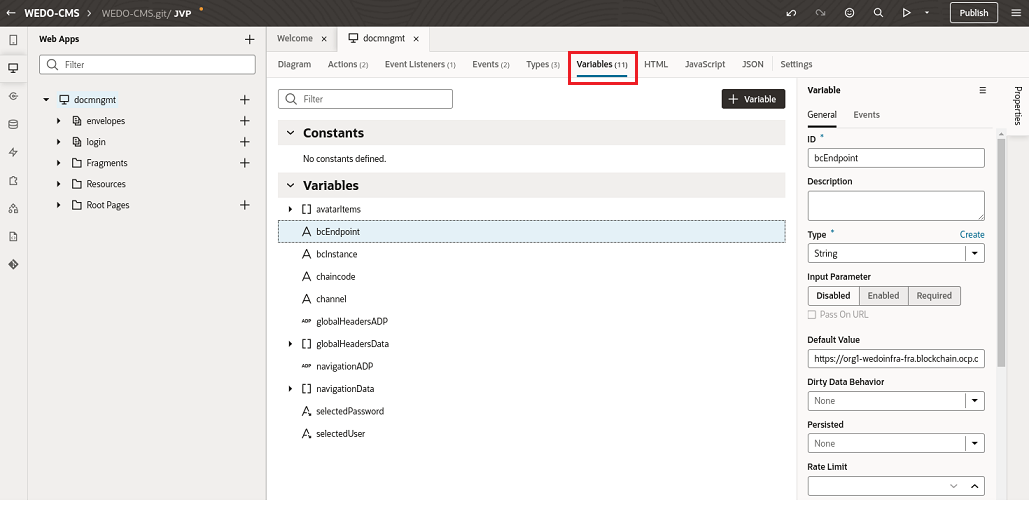 WEDO-CMS > WEDO-CMS.git/ JVP
Publish
Web Apps
Filter
docmngmt
envelopes
login
Fragments
Resources
Root Pages
Welcome
docmngmt
Diagram
Actions (2)
Event Listeners (1)
Events (2)
Types (3)
Variables (11)
HTML
JavaScript
JSON
Settings
Filter
+ Variable
Constants
No constants defined.
Variables
avatarItems
A bcEndpoint
A bcInstance
A chaincode
A channel
ADP globalHeadersADP
globalHeadersData
ADP navigationADP
navigationData
A selectedPassword
A selectedUser
Variable
General
Events
ID *
bcEndpoint
Description
Type *
Create
String
Input Parameter
Disabled
Enabled
Required
Pass On URL
Default Value
https://org1-wedoinfra-fra.blockchain.ocp.c
Dirty Data Behavior
None
Persisted
None
Rate Limit
Properties